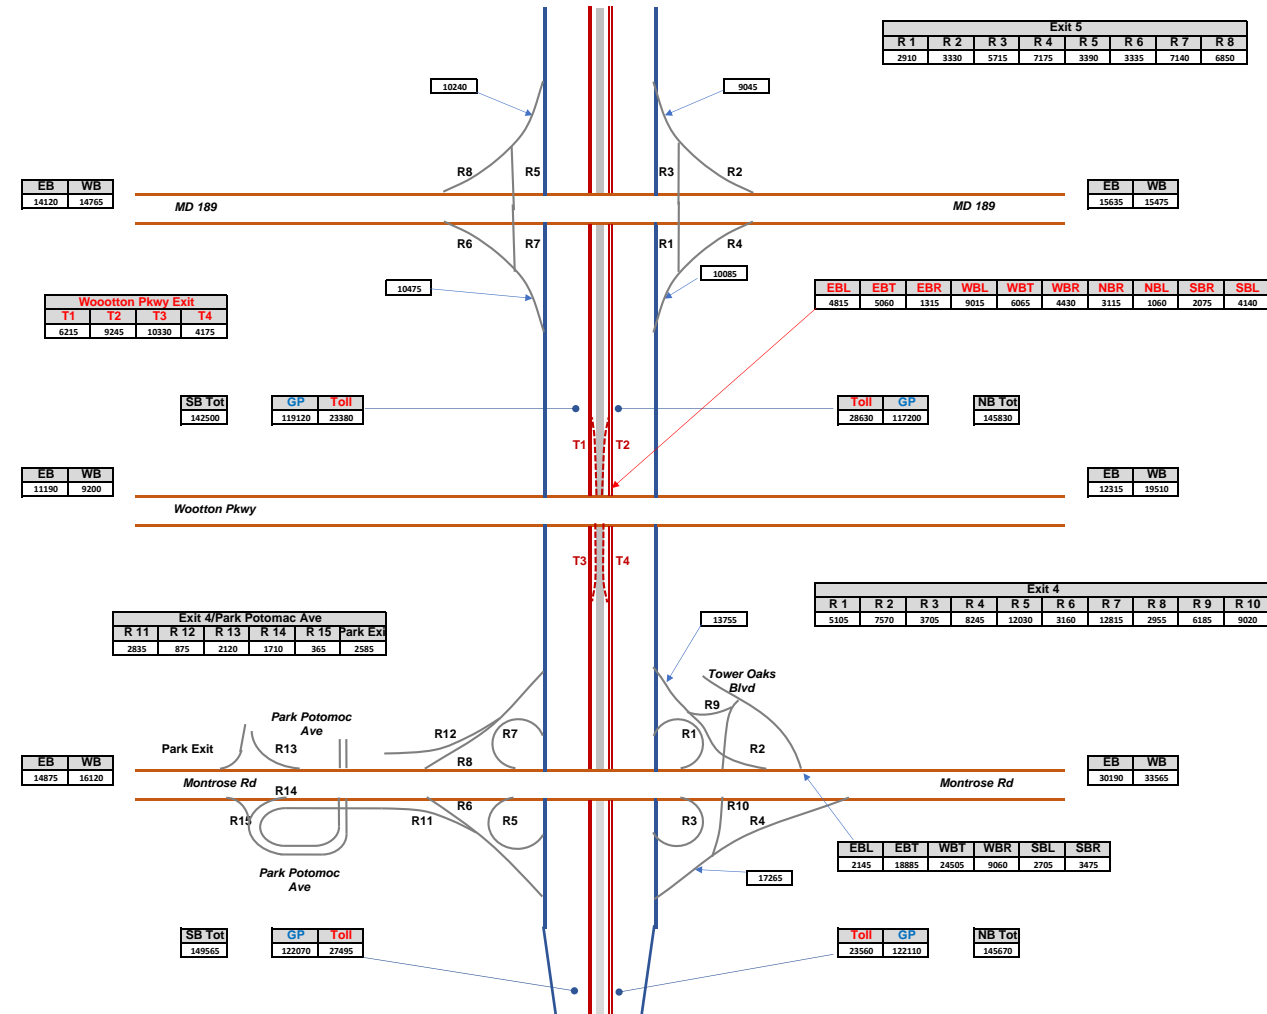 Exit 5
R 1 R 2 R 3 R 4 R 5 R 6 R 7 R 8
2910 3330 5715 7175 3390 3335 7140 6850
10240
9045
R8 R5 R3 R2
EB WB
14120 14765
EB WB
15635 15475
MD 189
MD 189
R6 R7 R1 R4
10475
10085
Woootton Pkwy Exit
T1 T2 T3 T4
6215 9245 10330 4175
EBL EBT EBR WBL WBT WBR NBR NBL SBR SBL
4815 5060 1315 9015 6065 4430 3115 1060 2075 4140
SB Tot GP Toll
142500 119120 23380
Toll GP NB Tot
28630 117200 145830
T1 T2
EB WB
11190 9200
EB WB
12315 19510
Wootton Pkwy
T3 T4
Exit 4
R 1 R 2 R 3 R 4 R 5 R 6 R 7 R 8 R 9 R 10
5105 7570 3705 8245 12030 3160 12815 2955 6185 9020
Exit 4/Park Potomac Ave
R 11 R 12 R 13 R 14 R 15 Park Exi
2835 875 2120 1710 365 2585
13755
Tower Oaks
Blvd
R9
Park Potomoc
Ave
Park Exit R13 R12 R7 R1 R2
R8
EB WB
14875 16120
EB WB
30190 33565
Montrose Rd
Montrose Rd
R14
R15 R11 R6 R5 R3 R10 R4
EBL EBT WBT WBR SBL SBR
2145 18885 24505 9060 2705 3475
Park Potomoc
Ave
17265
SB Tot GP Toll
149565 122070 27495
Toll GP NB Tot
23560 122110 145670